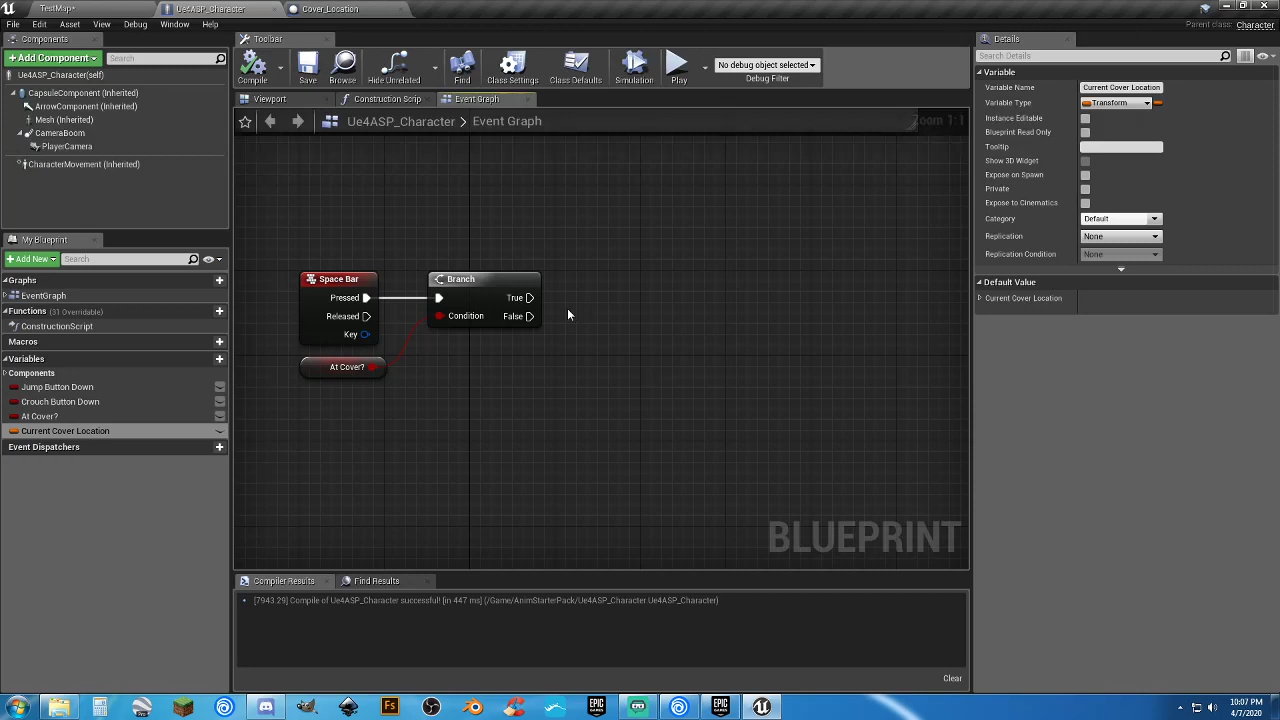 TestMap*
Ue4ASP_Character
Cover_Location
File Edit Asset View Debug Window Help
Parent class: Character
Components
Toolbar
Details
+ Add Component
Search
Search Details
Ue4ASP_Character(self)
Compile Save Browse Hide Unrelated Find Class Settings Class Defaults Simulation Play
No debug object selected
Debug Filter
CapsuleComponent (Inherited)
ArrowComponent (Inherited)
Mesh (Inherited)
CameraBoom
PlayerCamera
CharacterMovement (Inherited)
Viewport
Construction Scrip
Event Graph
Ue4ASP_Character > Event Graph
Zoom 1:1
Variable
Variable Name Current Cover Location
Variable Type Transform
Instance Editable
Blueprint Read Only
Tooltip
Show 3D Widget
Expose on Spawn
Private
Expose to Cinematics
Category Default
Replication None
Replication Condition None
Default Value
Current Cover Location
My Blueprint
+ Add New
Search
Graphs
EventGraph
Functions (31 Overridable)
ConstructionScript
Macros
Variables
Components
Jump Button Down
Crouch Button Down
At Cover?
Current Cover Location
Event Dispatchers
Space Bar
Pressed
Released
Key
At Cover?
Branch
True
Condition
False
BLUEPRINT
Compiler Results
Find Results
[7943.29] Compile of Ue4ASP_Character successful! [in 447 ms] (/Game/AnimStarterPack/Ue4ASP_Character.Ue4ASP_Character)
Clear
Pro
Fs
EPIC GAMES
EPIC GAMES
10:07 PM
4/7/2020